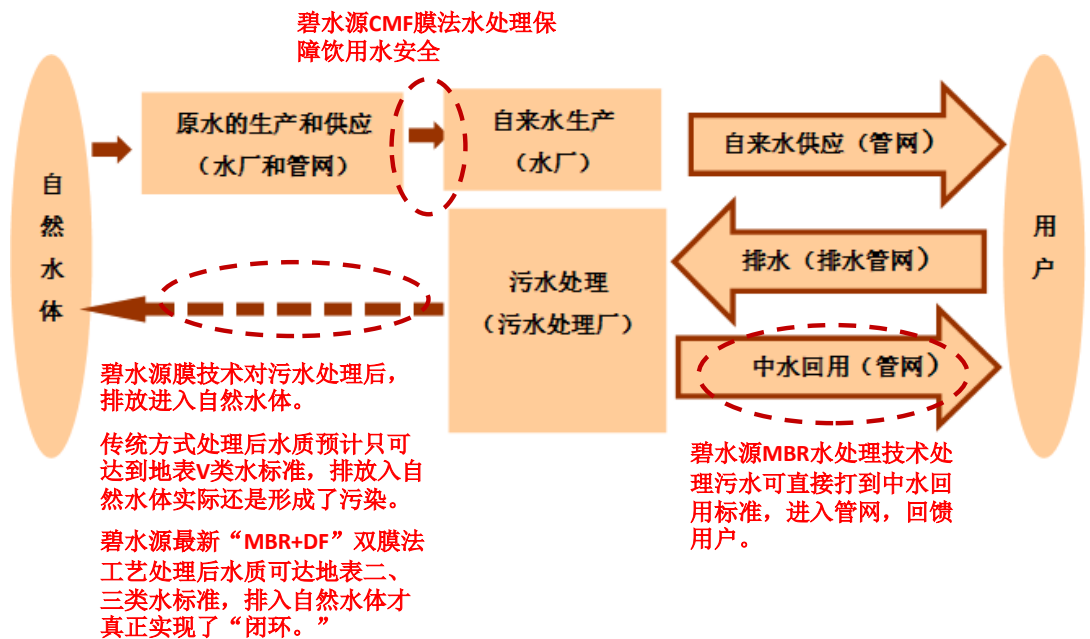 碧水源CMF膜法水处理保
障饮用水安全
原水的生产和供应
（水厂和管网）
自来水生产
（水厂）
自来水供应（管网）
自
然
水
体
用
户
排水（排水管网）
污水处理
（污水处理厂）
中水回用（管网）
碧水源膜技术对污水处理后，
排放进入自然水体。
传统方式处理后水质预计只可
达到地表V类水标准，排放入自
然水体实际还是形成了污染。
碧水源最新“MBR+DF”双膜法
工艺处理后水质可达地表二、
三类水标准，排入自然水体才
真正实现了“闭环。”
碧水源MBR水处理技术处
理污水可直接打到中水回
用标准，进入管网，回馈
用户。